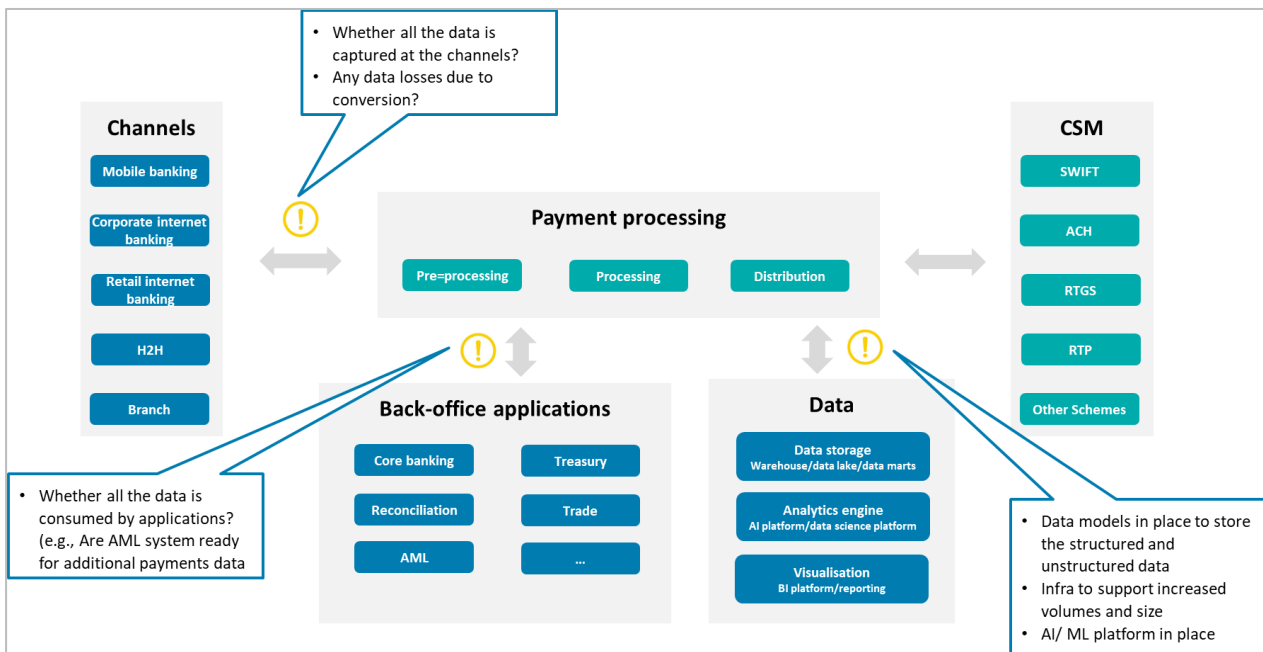 • Whether all the data is
captured at the channels?
• Any data losses due to
conversion?
Channels
Mobile banking
Corporate internet
banking
Retail internet
banking
H2H
Branch
!
Payment processing
Pre=processing
Processing
Distribution
CSM
SWIFT
ACH
RTGS
RTP
Other Schemes
!
!
Back-office applications
Core banking
Treasury
Reconciliation
Trade
AML
...
Data
Data storage
Warehouse/data lake/data marts
Analytics engine
AI platform/data science platform
Visualisation
BI platform/reporting
• Whether all the data is
consumed by applications?
(e.g., Are AML system ready
for additional payments data
• Data models in place to store
the structured and
unstructured data
• Infra to support increased
volumes and size
• AI/ ML platform in place